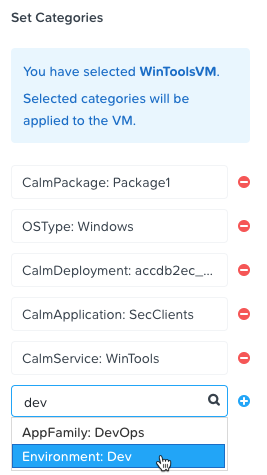 Set Categories
You have selected WinToolsVM.
Selected categories will be
applied to the VM.
CalmPackage: Package1
OSType: Windows
CalmDeployment: accdb2ec_...
CalmApplication: SecClients
CalmService: WinTools
dev
AppFamily: DevOps
Environment: Dev